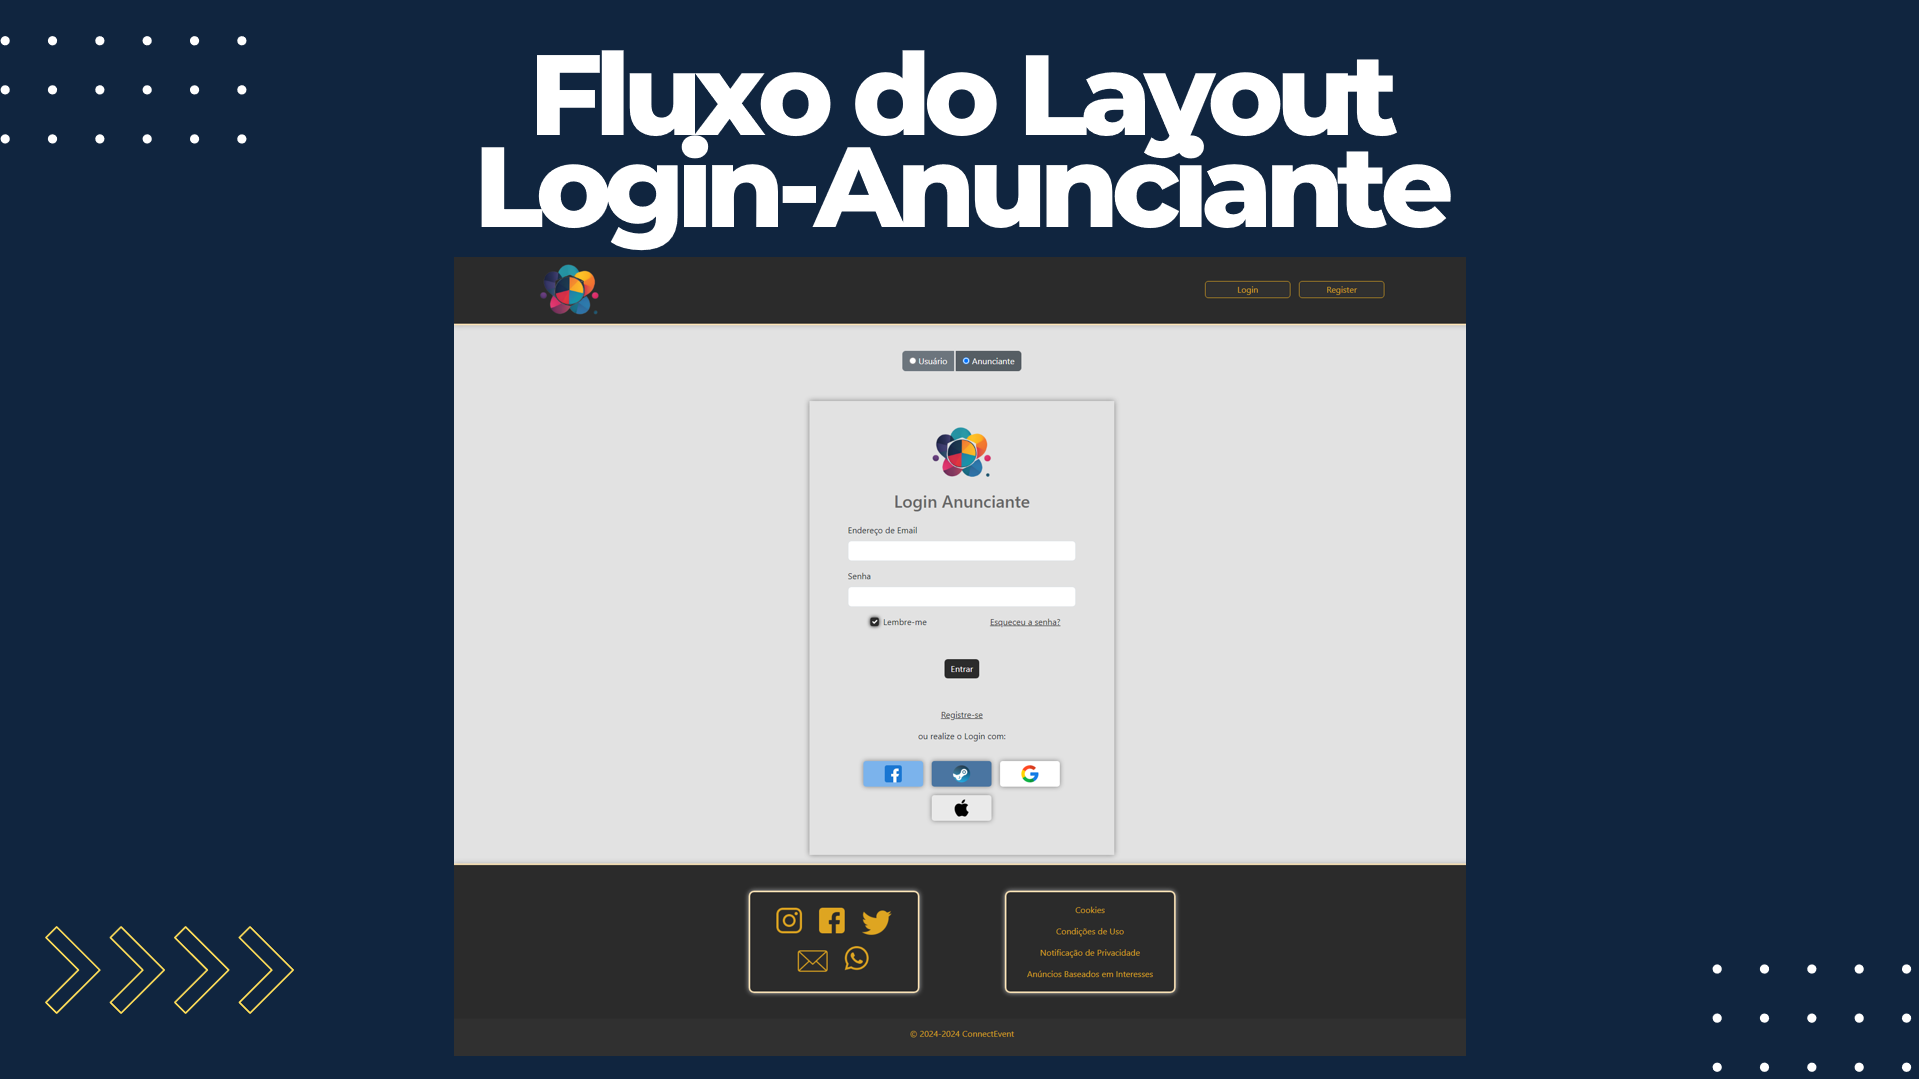 Fluxo do Layout
Login-Anunciante
Login
Register
Usuário
Anunciante
Login Anunciante
Endereço de Email
Senha
Lembre-me
Esqueceu a senha?
Entrar
Registre-se
ou realize o Login com:
Cookies
Condições de Uso
Notificação de Privacidade
Anúncios Baseados em Interesses
© 2024-2024 ConnectEvent